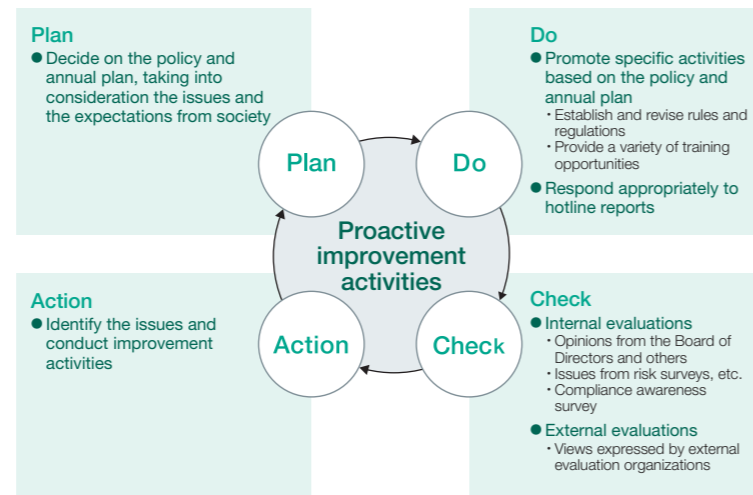 Plan
● Decide on the policy and
annual plan, taking into
consideration the issues and
the expectations from society
Do
● Promote specific activities
based on the policy and
annual plan
・Establish and revise rules and
regulations
・Provide a variety of training
opportunities
● Respond appropriately to
hotline reports
Plan
Do
Proactive
improvement
activities
Action
Check
Action
● Identify the issues and
conduct improvement
activities
Check
● Internal evaluations
・Opinions from the Board of
Directors and others
・Issues from risk surveys, etc.
・Compliance awareness
survey
● External evaluations
・Views expressed by external
evaluation organizations